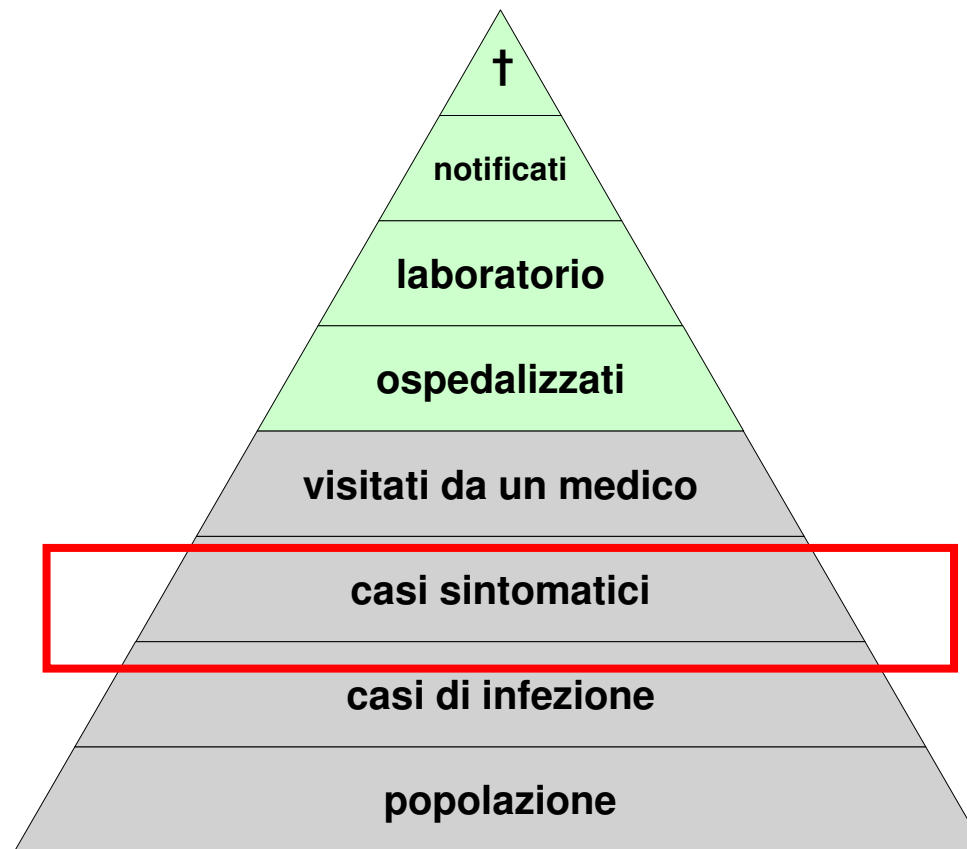 †
notificati
laboratorio
ospedalizzati
visitati da un medico
casi sintomatici
casi di infezione
popolazione